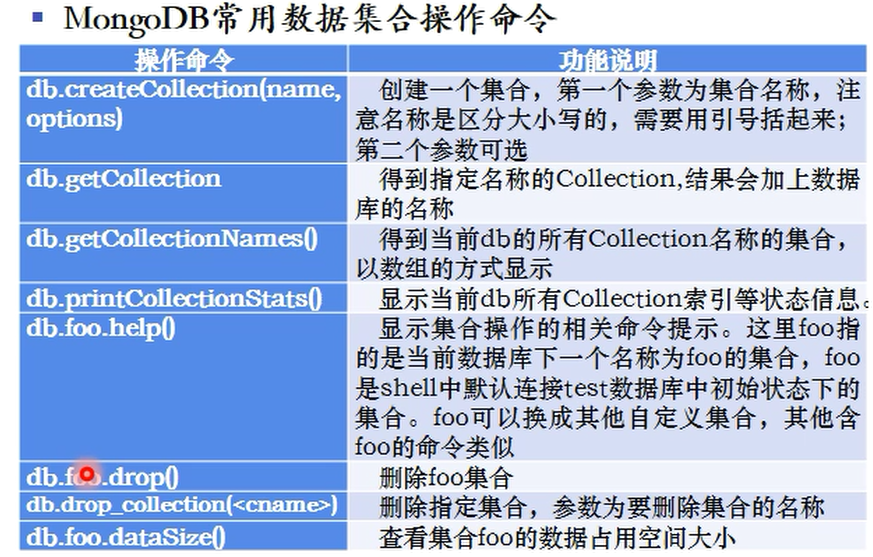 MongoDB常用数据集合操作命令
操作命令
功能说明
db.createCollection(name,
options)
创建一个集合，第一个参数为集合名称，注
意名称是区分大小写的，需要用引号括起来；
第二个参数可选
db.getCollection
得到指定名称的Collection,结果会加上数据
库的名称
db.getCollectionNames()
得到当前db的所有Collection名称的集合，
以数组的方式显示
db.printCollectionStats()
显示当前db所有Collection索引等状态信息。
db.foo.help()
显示集合操作的相关命令提示。这里foo指
的是当前数据库下一个名称为foo的集合，foo
是shell中默认连接test数据库中初始状态下的
集合。foo可以换成其他自定义集合，其他含
foo的命令类似
db.foo.drop()
删除foo集合
db.drop_collection(<cname>)
删除指定集合，参数为要删除集合的名称
db.foo.dataSize()
查看集合foo的数据占用空间大小